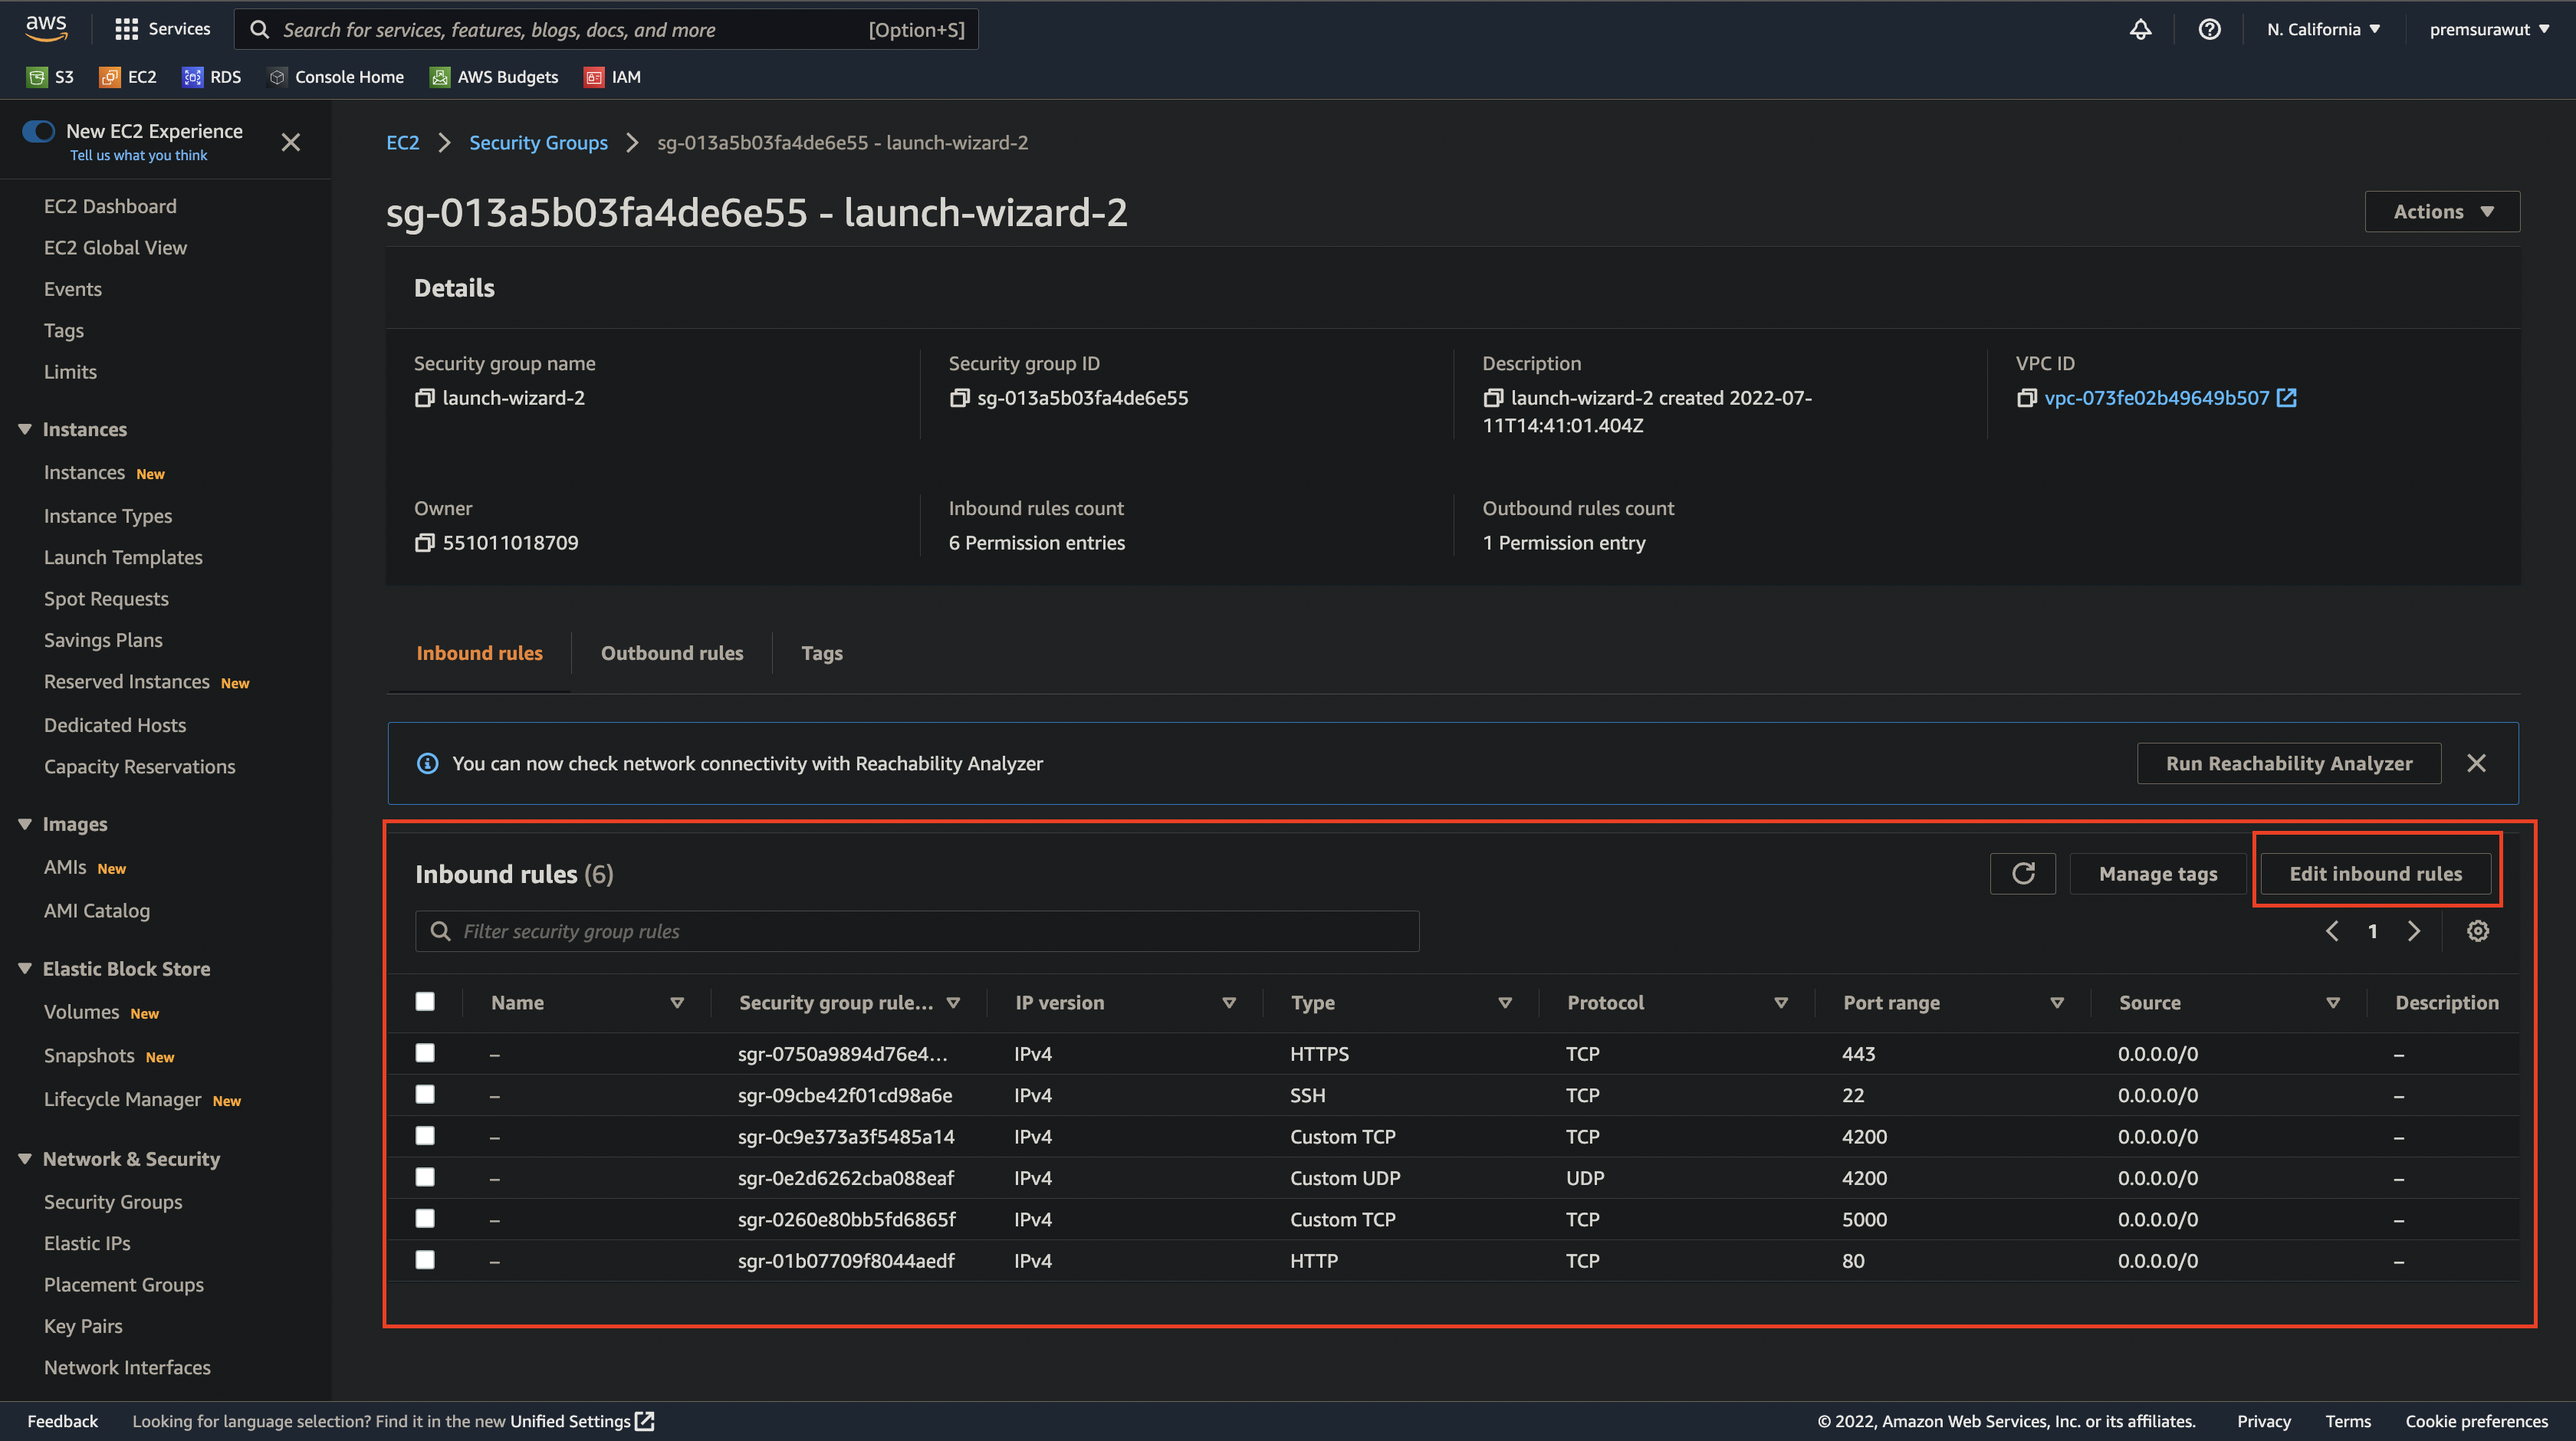 aws Services Search for services, features, blogs, docs, and more [Option+S] N. California premsurawut
S3 EC2 RDS Console Home AWS Budgets IAM
New EC2 Experience
Tell us what you think
EC2 Dashboard
EC2 Global View
Events
Tags
Limits
Instances
Instances New
Instance Types
Launch Templates
Spot Requests
Savings Plans
Reserved Instances New
Dedicated Hosts
Capacity Reservations
Images
AMIs New
AMI Catalog
Elastic Block Store
Volumes New
Snapshots New
Lifecycle Manager New
Network & Security
Security Groups
Elastic IPs
Placement Groups
Key Pairs
Network Interfaces
EC2 Security Groups sg-013a5b03fa4de6e55 - launch-wizard-2
sg-013a5b03fa4de6e55 - launch-wizard-2 Actions
Details
Security group name Security group ID Description VPC ID
launch-wizard-2 sg-013a5b03fa4de6e55 launch-wizard-2 created 2022-07- vpc-073fe02b49649b507
11T14:41:01.404Z
Owner Inbound rules count Outbound rules count
551011018709 6 Permission entries 1 Permission entry
Inbound rules Outbound rules Tags
You can now check network connectivity with Reachability Analyzer Run Reachability Analyzer
Inbound rules (6) Manage tags Edit inbound rules
Filter security group rules 1
Name Security group rule... IP version Type Protocol Port range Source Description
– sgr-0750a9894d76e4... IPv4 HTTPS TCP 443 0.0.0.0/0 –
– sgr-09cbe42f01cd98a6e IPv4 SSH TCP 22 0.0.0.0/0 –
– sgr-0c9e373a3f5485a14 IPv4 Custom TCP TCP 4200 0.0.0.0/0 –
– sgr-0e2d6262cba088eaf IPv4 Custom UDP UDP 4200 0.0.0.0/0 –
– sgr-0260e80bb5fd6865f IPv4 Custom TCP TCP 5000 0.0.0.0/0 –
– sgr-01b07709f8044aedf IPv4 HTTP TCP 80 0.0.0.0/0 –
Feedback Looking for language selection? Find it in the new Unified Settings © 2022, Amazon Web Services, Inc. or its affiliates. Privacy Terms Cookie preferences